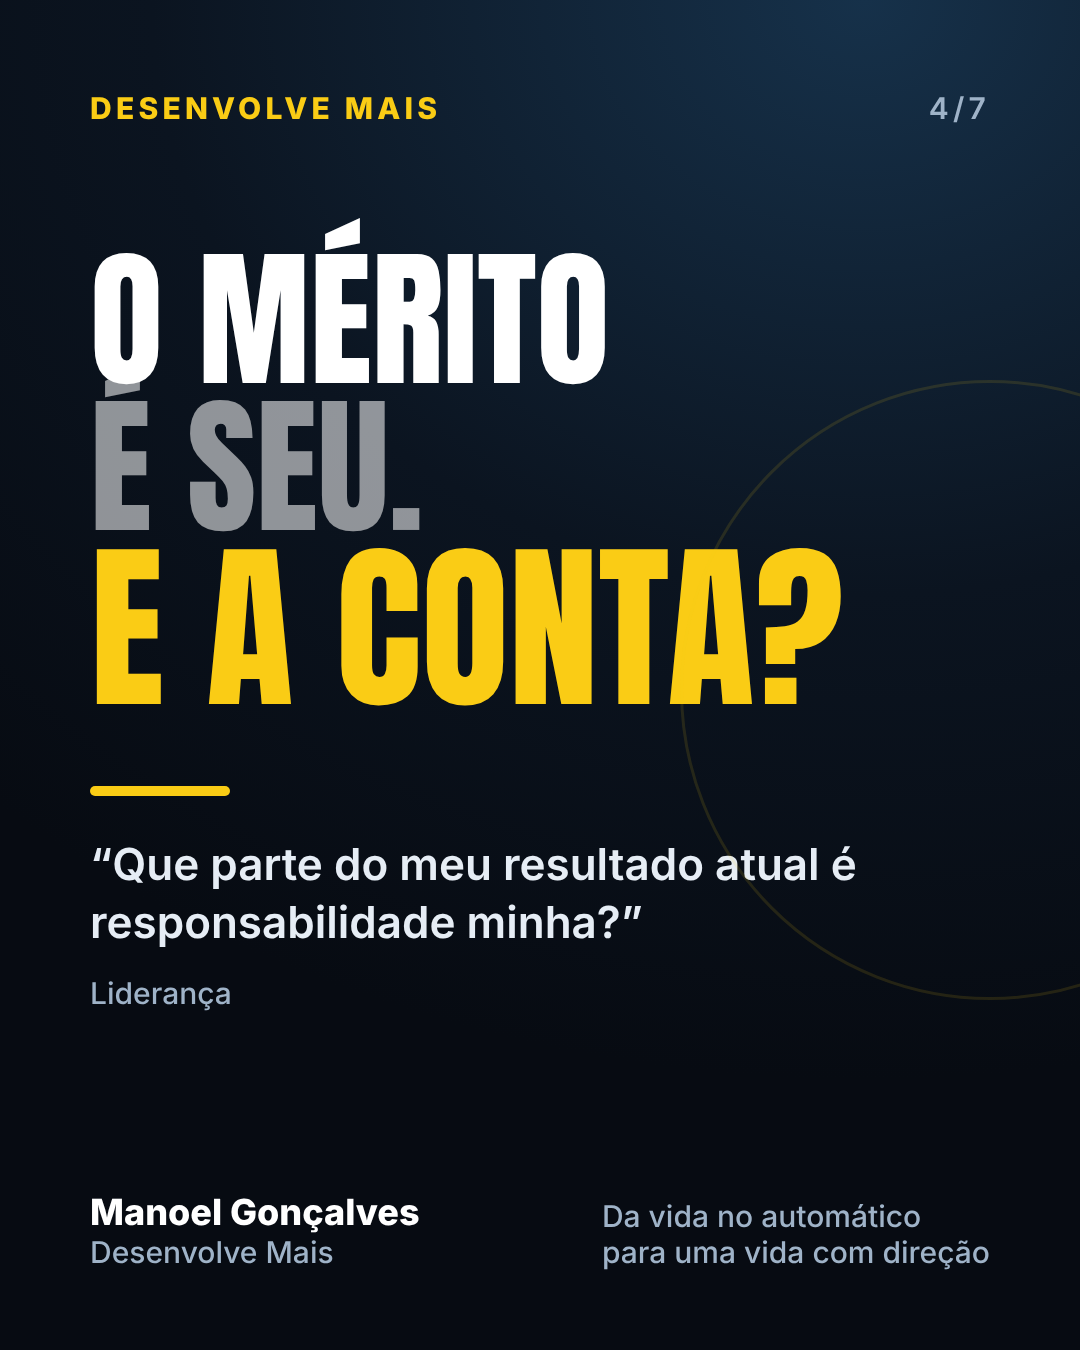 DESENVOLVE MAIS
4/7
O MÉRITO
É SEU.
E A CONTA?
“Que parte do meu resultado atual é
responsabilidade minha?”
Liderança
Manoel Gonçalves
Desenvolve Mais
Da vida no automático
para uma vida com direção